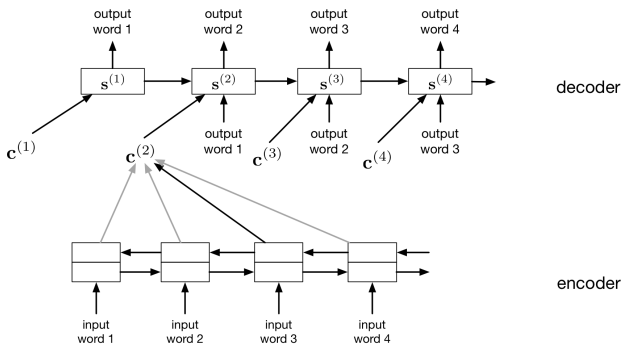 output output output output
word 1 word 2 word 3 word 4
s(1) s(2) s(3) s(4)
decoder
output output output
word 1 word 2 word 3
c(1) c(2) c(3) c(4)
encoder
input input input input
word 1 word 2 word 3 word 4